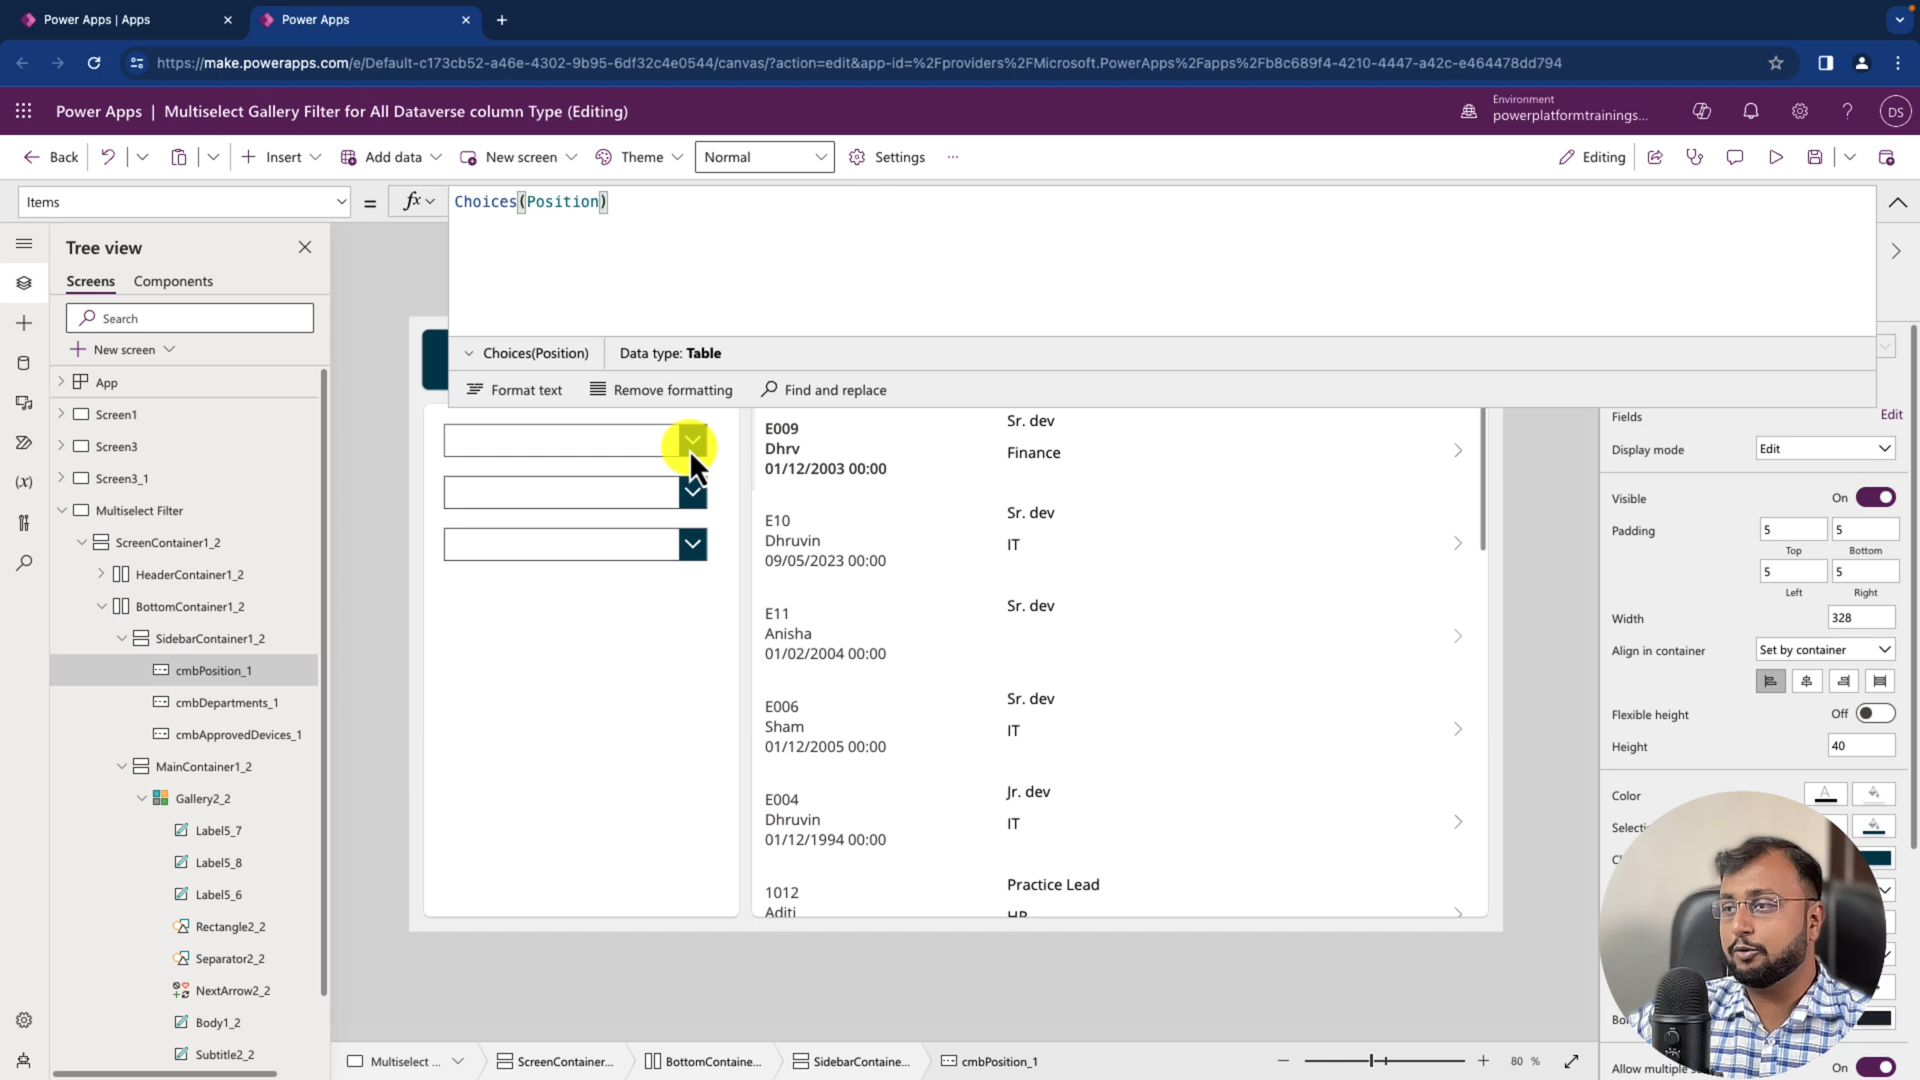 Power Apps | Apps
Power Apps
https://make.powerapps.com/e/Default-c173cb52-a46e-4302-9b95-6df32c4e0544/canvas/?action=edit&app-id=%2Fproviders%2FMicrosoft.PowerApps%2Fapps%2Fb8c689f4-4210-4447-a42c-e464478dd794
Power Apps | Multiselect Gallery Filter for All Dataverse column Type (Editing)
Environment
powerplatformtrainings...
DS
Back
Insert
Add data
New screen
Theme
Normal
Settings
...
Editing
Items
=
fx
Choices(Position)
Choices(Position)
Data type: Table
Format text
Remove formatting
Find and replace
Tree view
Screens
Components
Search
New screen
App
Screen1
Screen3
Screen3_1
Multiselect Filter
ScreenContainer1_2
HeaderContainer1_2
BottomContainer1_2
SidebarContainer1_2
cmbPosition_1
cmbDepartments_1
cmbApprovedDevices_1
MainContainer1_2
Gallery2_2
Label5_7
Label5_8
Label5_6
Rectangle2_2
Separator2_2
NextArrow2_2
Body1_2
Subtitle2_2
E009
Dhrv
01/12/2003 00:00
Sr. dev
Finance
E10
Dhruvin
09/05/2023 00:00
Sr. dev
IT
E11
Anisha
01/02/2004 00:00
Sr. dev
E006
Sham
01/12/2005 00:00
Sr. dev
IT
E004
Dhruvin
01/12/1994 00:00
Jr. dev
IT
1012
Aditi
Practice Lead
HR
Fields
Edit
Display mode
Edit
Visible
On
Padding
5
5
Top
Bottom
5
5
Left
Right
Width
328
Align in container
Set by container
Flexible height
Off
Height
40
Color
A
Allow multiple
On
Multiselect ...
ScreenContainer...
BottomContaine...
SidebarContaine...
cmbPosition_1
80 %